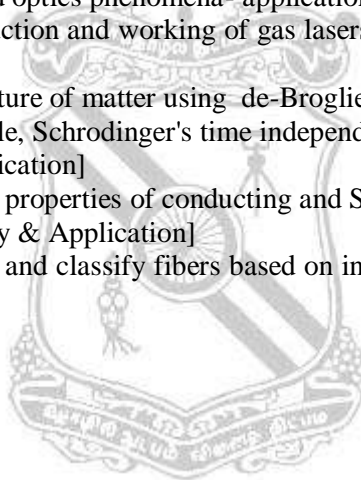 d optics phenomena- application
ction and working of gas lasers
ture of matter using de-Broglie
le, Schrodinger's time independ
ication]
properties of conducting and S
y & Application]
and classify fibers based on in